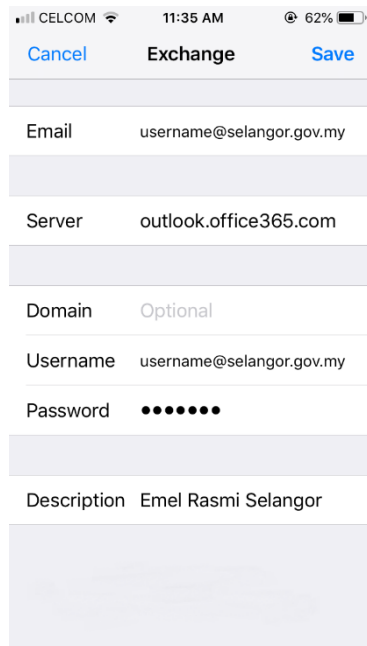 CELCOM 11:35 AM 62%
Cancel Exchange Save
Email username@selangor.gov.my
Server outlook.office365.com
Domain Optional
Username username@selangor.gov.my
Password ●●●●●●●
Description Emel Rasmi Selangor